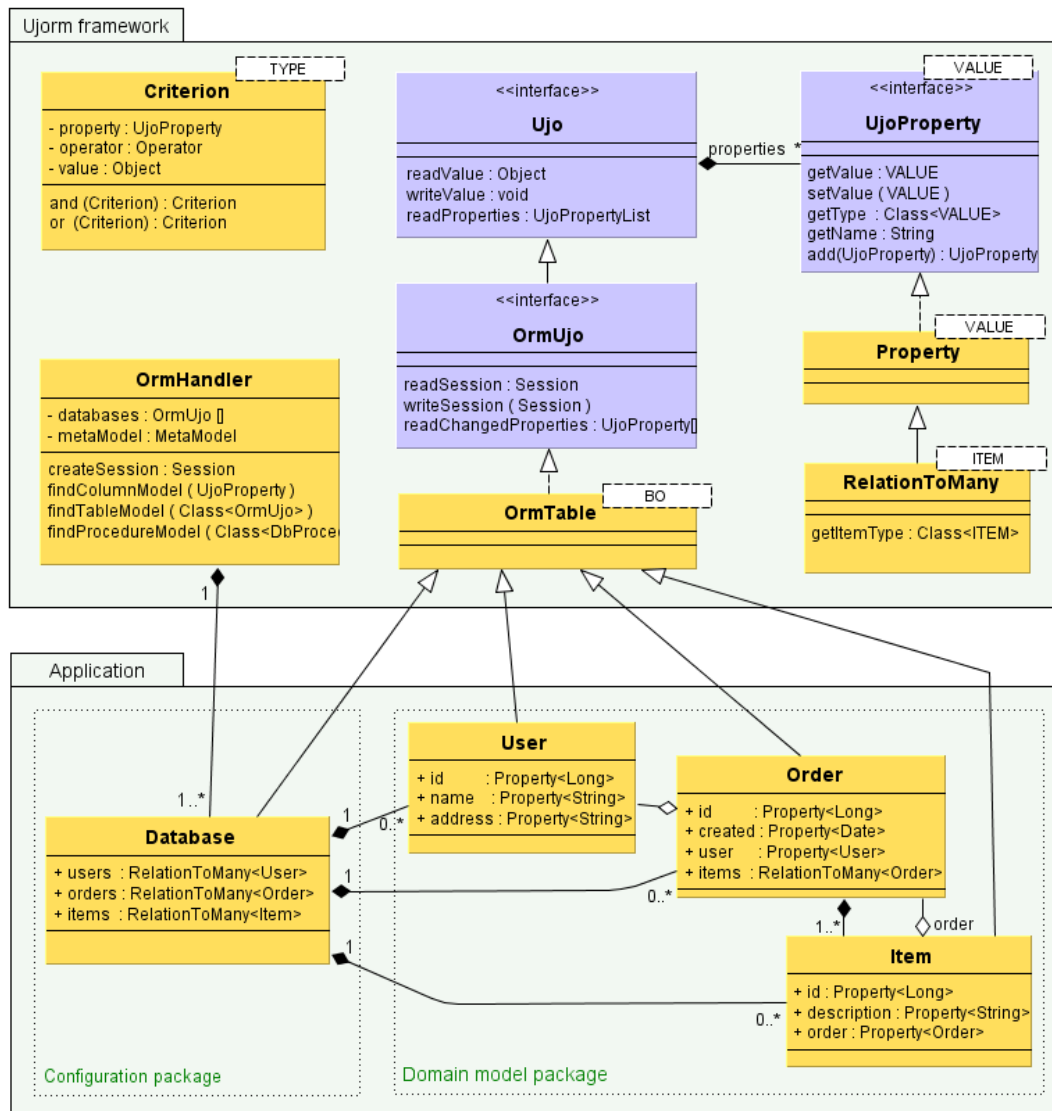 Ujorm framework
TYPE
Criterion
- property : UjoProperty
- operator : Operator
- value : Object
and (Criterion) : Criterion
or (Criterion) : Criterion
<<interface>>
Ujo
readValue : Object
writeValue : void
readProperties : UjoPropertyList
properties *
VALUE
<<interface>>
UjoProperty
getValue : VALUE
setValue ( VALUE )
getType : Class<VALUE>
getName : String
add(UjoProperty) : UjoProperty
<<interface>>
OrmUjo
readSession : Session
writeSession ( Session )
readChangedProperties : UjoProperty[]
VALUE
Property
OrmHandler
- databases : OrmUjo []
- metaModel : MetaModel
createSession : Session
findColumnModel ( UjoProperty )
findTableModel ( Class<OrmUjo> )
findProcedureModel ( Class<DbProce
1
BO
OrmTable
ITEM
RelationToMany
getItemType : Class<ITEM>
Application
1..*
Database
+ users : RelationToMany<User>
+ orders : RelationToMany<Order>
+ items : RelationToMany<Item>
1
0..*
1
0..*
1
0..*
User
+ id : Property<Long>
+ name : Property<String>
+ address : Property<String>
Order
+ id : Property<Long>
+ created : Property<Date>
+ user : Property<User>
+ items : RelationToMany<Order>
1..*
order
Item
+ id : Property<Long>
+ description : Property<String>
+ order : Property<Order>
Configuration package
Domain model package